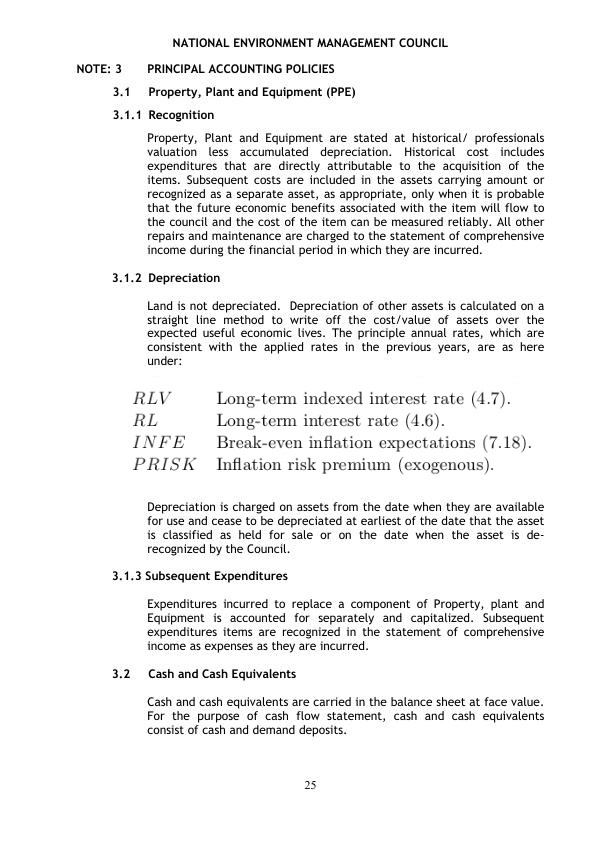 NATIONAL ENVIRONMENT MANAGEMENT COUNCIL
NOTE: 3 PRINCIPAL ACCOUNTING POLICIES
3.1 Property, Plant and Equipment (PPE)
3.1.1 Recognition
Property, Plant and Equipment are stated at historical/ professionals
valuation less accumulated depreciation. Historical cost includes
expenditures that are directly attributable to the acquisition of the
items. Subsequent costs are included in the assets carrying amount or
recognized as a separate asset, as appropriate, only when it is probable
that the future economic benefits associated with the item will flow to
the council and the cost of the item can be measured reliably. All other
repairs and maintenance are charged to the statement of comprehensive
income during the financial period in which they are incurred.
3.1.2 Depreciation
Land is not depreciated. Depreciation of other assets is calculated on a
straight line method to write off the cost/value of assets over the
expected useful economic lives. The principle annual rates, which are
consistent with the applied rates in the previous years, are as here
under:
RLV Long-term indexed interest rate (4.7).
RL Long-term interest rate (4.6).
INFE Break-even inflation expectations (7.18).
PRISK Inflation risk premium (exogenous).
Depreciation is charged on assets from the date when they are available
for use and cease to be depreciated at earliest of the date that the asset
is classified as held for sale or on the date when the asset is de-
recognized by the Council.
3.1.3 Subsequent Expenditures
Expenditures incurred to replace a component of Property, plant and
Equipment is accounted for separately and capitalized. Subsequent
expenditures items are recognized in the statement of comprehensive
income as expenses as they are incurred.
3.2 Cash and Cash Equivalents
Cash and cash equivalents are carried in the balance sheet at face value.
For the purpose of cash flow statement, cash and cash equivalents
consist of cash and demand deposits.
25